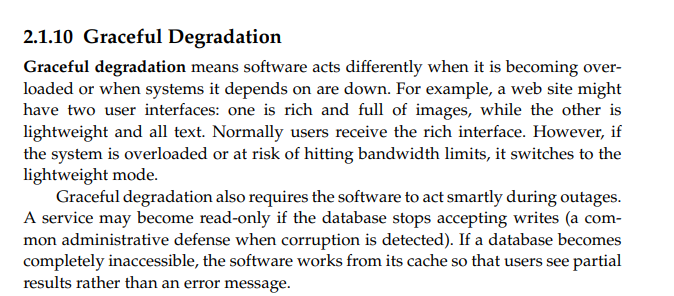 2.1.10 Graceful Degradation
Graceful degradation means software acts differently when it is becoming over-
loaded or when systems it depends on are down. For example, a web site might
have two user interfaces: one is rich and full of images, while the other is
lightweight and all text. Normally users receive the rich interface. However, if
the system is overloaded or at risk of hitting bandwidth limits, it switches to the
lightweight mode.
Graceful degradation also requires the software to act smartly during outages.
A service may become read-only if the database stops accepting writes (a com-
mon administrative defense when corruption is detected). If a database becomes
completely inaccessible, the software works from its cache so that users see partial
results rather than an error message.